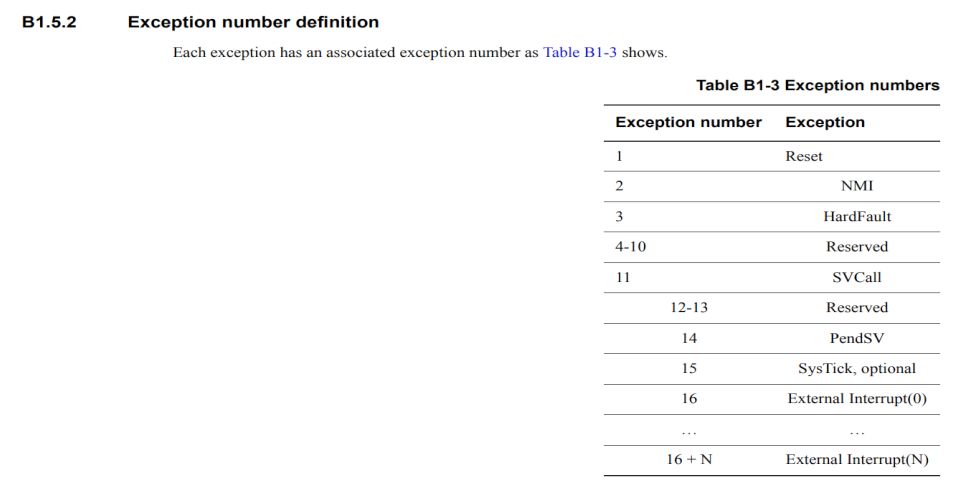 B1.5.2 Exception number definition
Each exception has an associated exception number as Table B1-3 shows.
Table B1-3 Exception numbers
Exception number Exception
1 Reset
2 NMI
3 HardFault
4-10 Reserved
11 SVCall
12-13 Reserved
14 PendSV
15 SysTick, optional
16 External Interrupt(0)
... ...
16 + N External Interrupt(N)